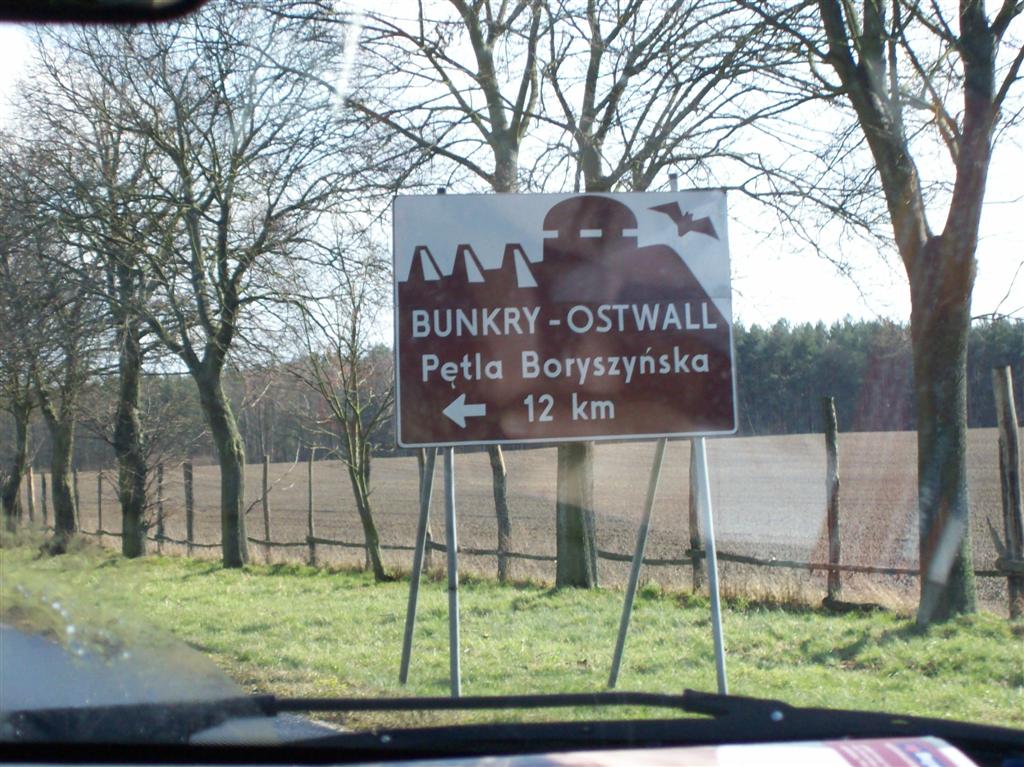 BUNKRY - OSTWALL
Pętla Boryszyńska
12 km